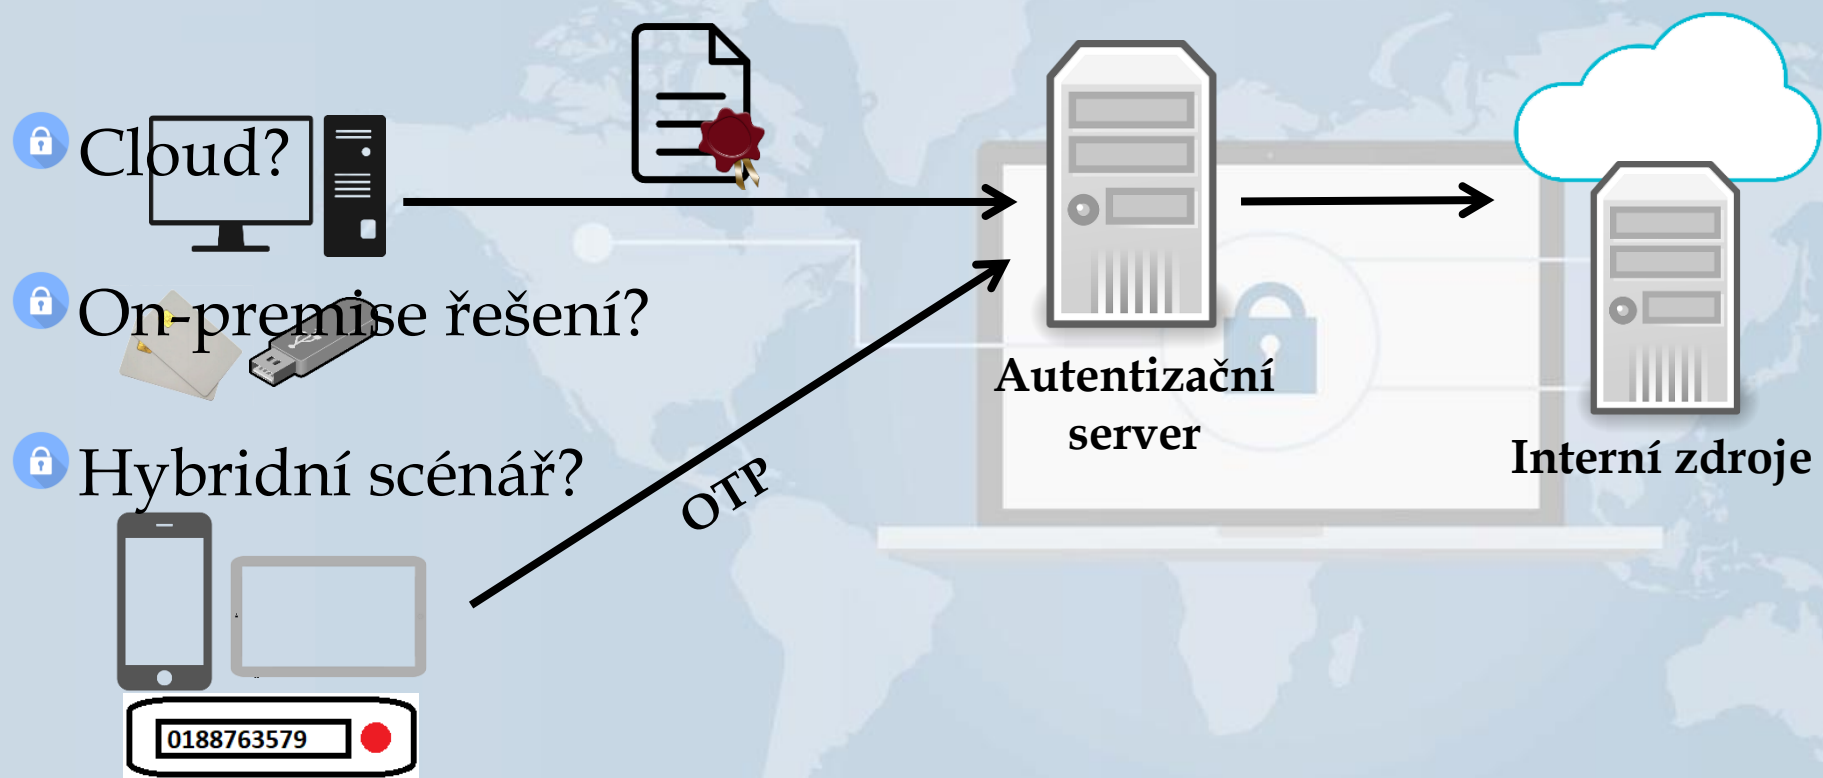 Cloud?
On-premise řešení?
Hybridní scénář?
OTP
0188763579
Autentizační
server
Interní zdroje